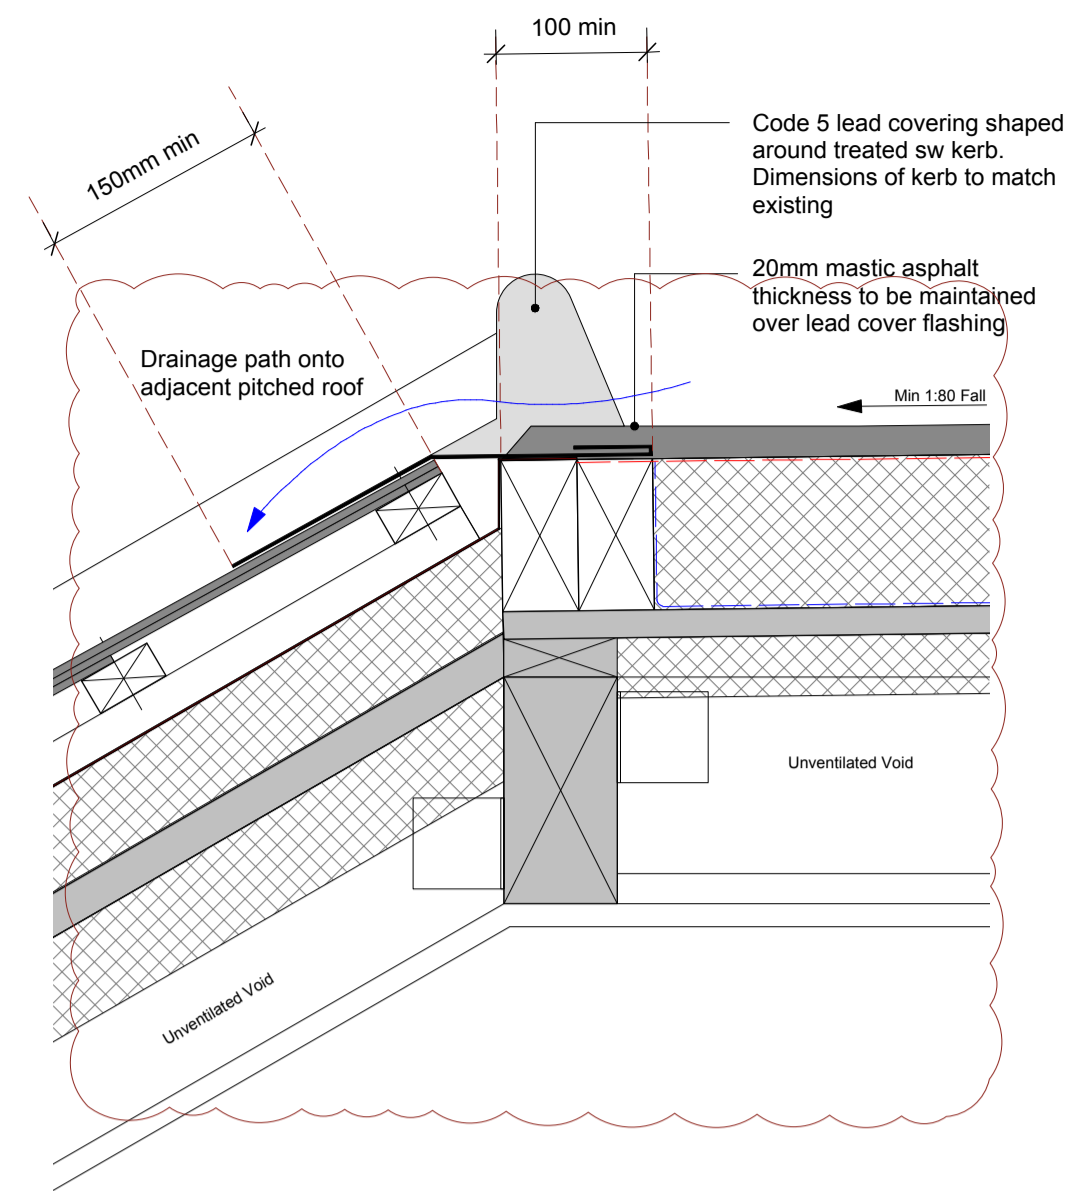 100 min
150mm min
Code 5 lead covering shaped
around treated sw kerb.
Dimensions of kerb to match
existing
20mm mastic asphalt
thickness to be maintained
over lead cover flashing
Drainage path onto
adjacent pitched roof
Min 1:80 Fall
Unventilated Void
Unventilated Void